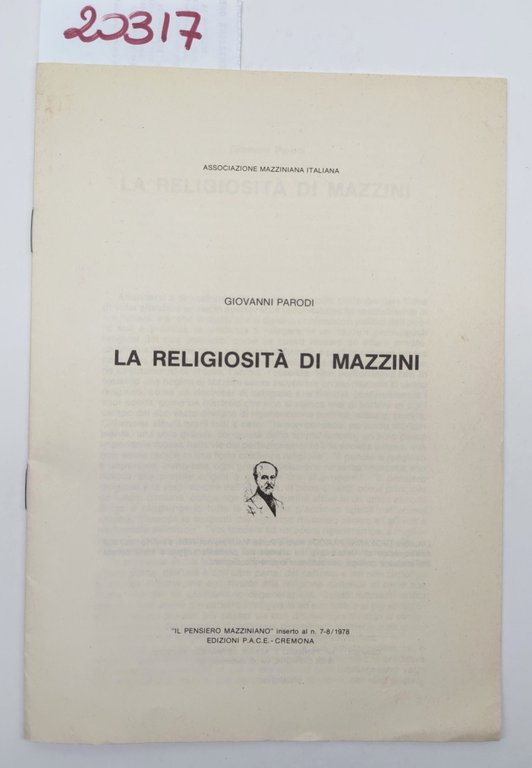 20317
ASSOCIAZIONE MAZZINIANA ITALIANA
GIOVANNI PARODI
LA RELIGIOSITÀ DI MAZZINI
"IL PENSIERO MAZZINIANO" inserto al n. 7-8/1978
EDIZIONI P.A.C.E. - CREMONA